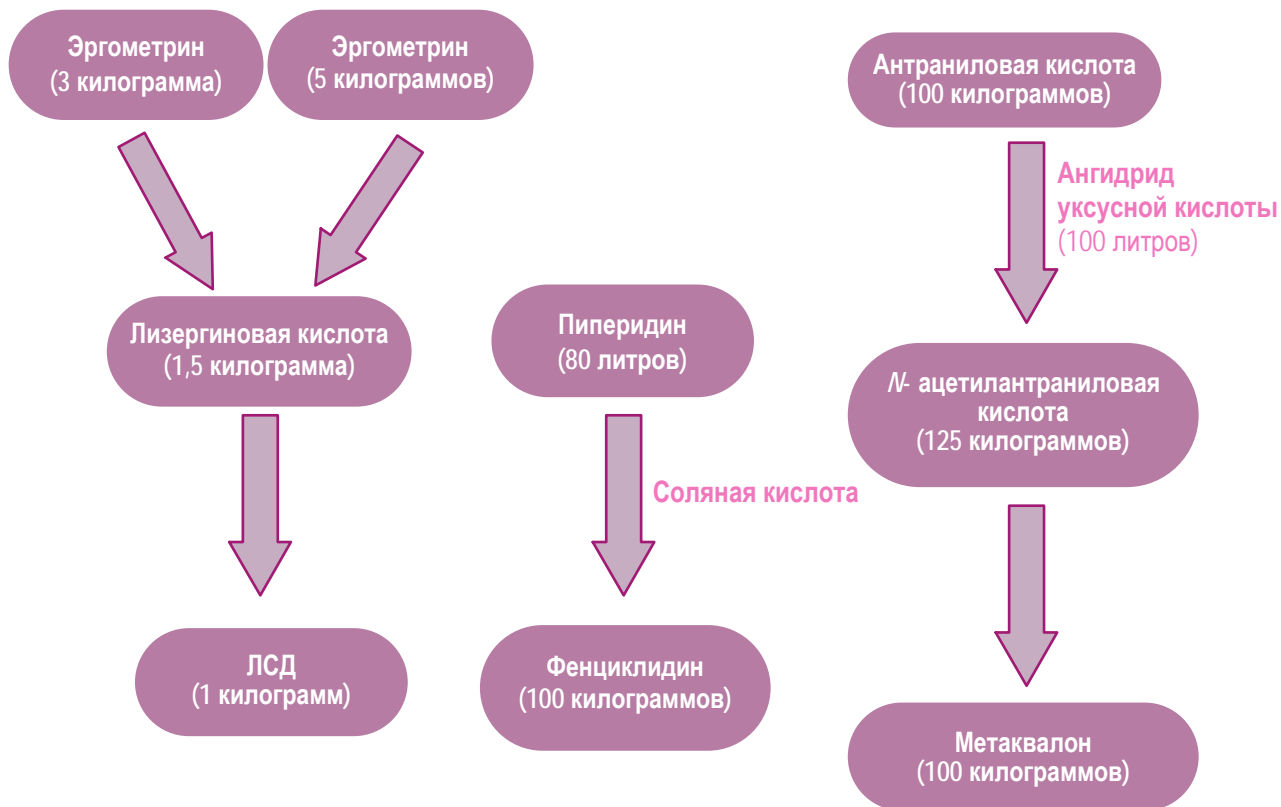 Эргометрин
(3 килограмма)
Эргометрин
(5 килограммов)
Лизергиновая кислота
(1,5 килограмма)
ЛСД
(1 килограмм)
Пиперидин
(80 литров)
Соляная кислота
Фенциклидин
(100 килограммов)
Антраниловая кислота
(100 килограммов)
Ангидрид
уксусной кислоты
(100 литров)
N- ацетилантраниловая
кислота
(125 килограммов)
Метаквалон
(100 килограммов)